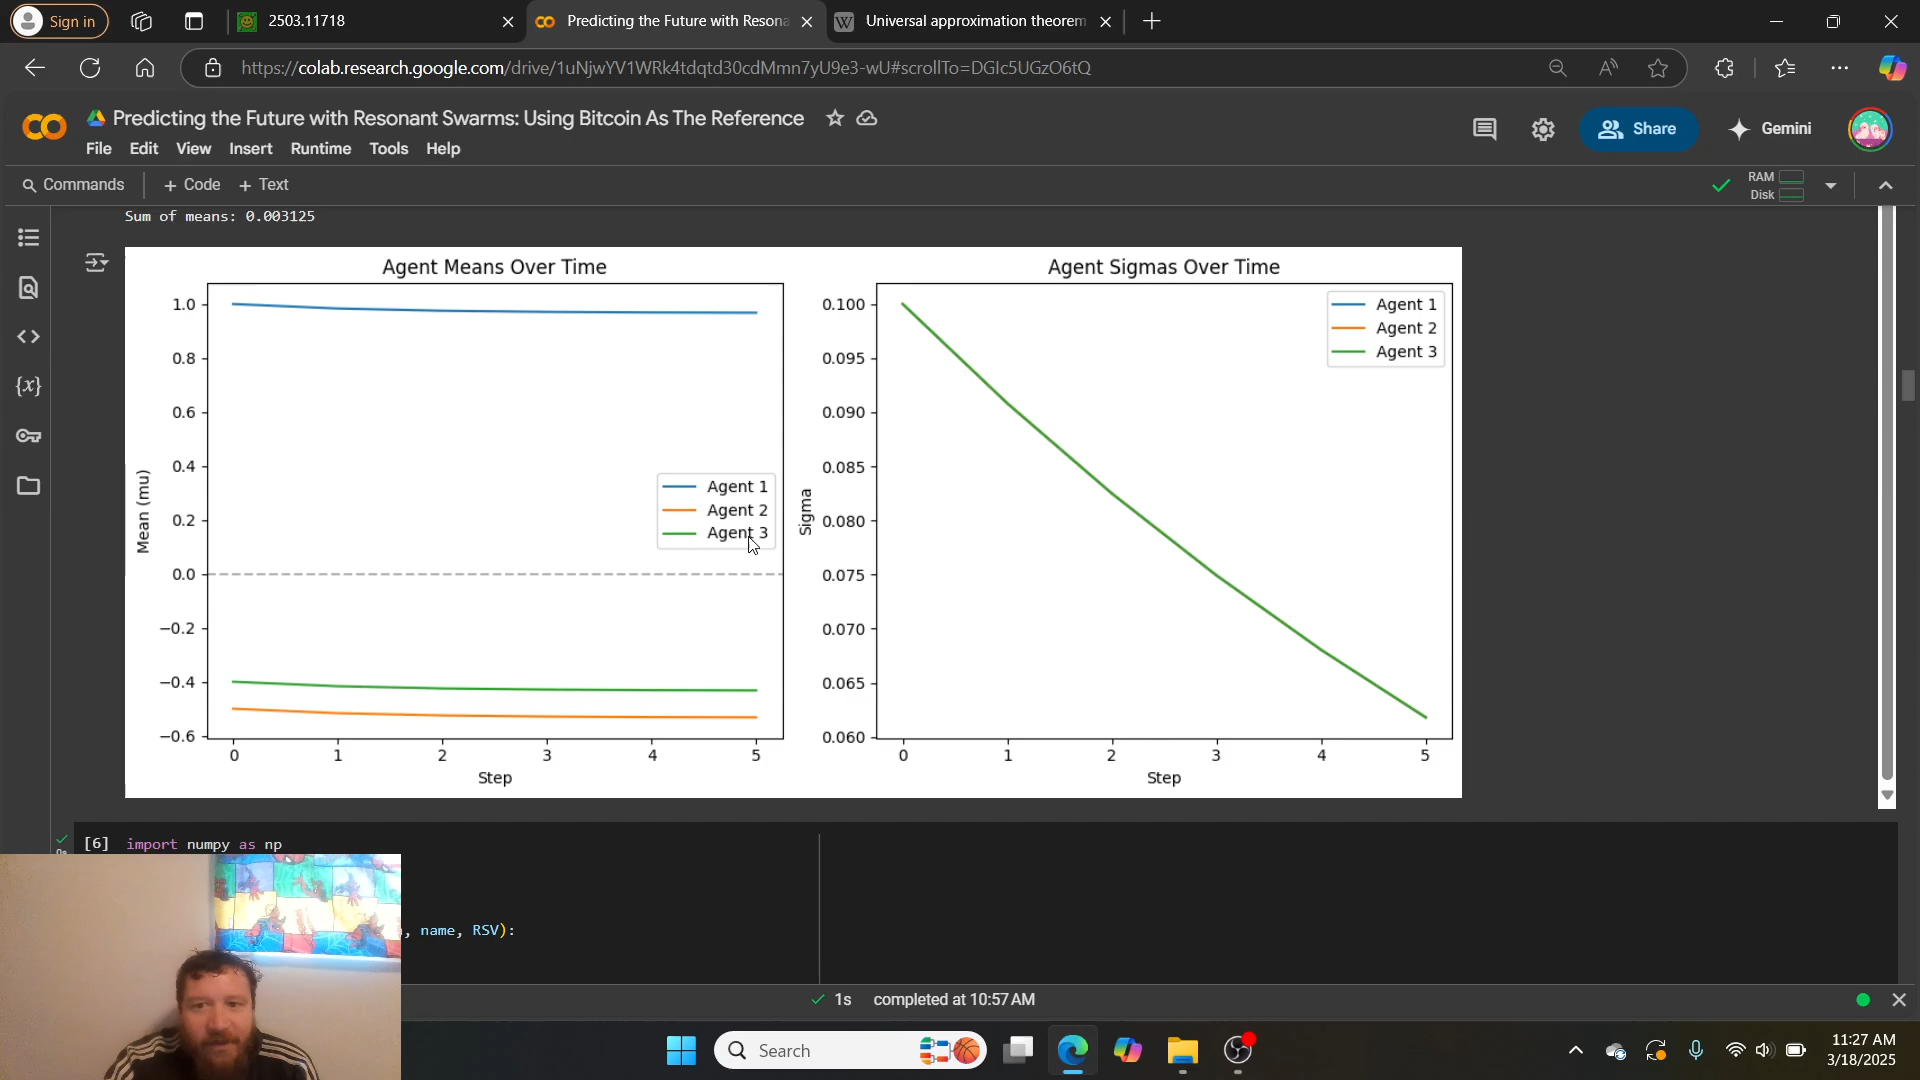 Sign in
2503.11718
Predicting the Future with Resona
Universal approximation theorem
https://colab.research.google.com/drive/1uNjwYV1WRk4tdqtd30cdMmn7yU9e3-wU#scrollTo=DGIc5UGzO6tQ
Predicting the Future with Resonant Swarms: Using Bitcoin As The Reference
Share
Gemini
File Edit View Insert Runtime Tools Help
Commands + Code + Text
RAM
Disk
Sum of means: 0.003125
Agent Means Over Time
1.0
0.8
0.6
0.4
0.2
0.0
−0.2
−0.4
−0.6
Mean (mu)
Agent 1
Agent 2
Agent 3
0 1 2 3 4 5
Step
Agent Sigmas Over Time
0.100
0.095
0.090
0.085
0.080
0.075
0.070
0.065
0.060
Sigma
Agent 1
Agent 2
Agent 3
0 1 2 3 4 5
Step
[6] import numpy as np
, name, RSV):
1s completed at 10:57 AM
Search
11:27 AM
3/18/2025